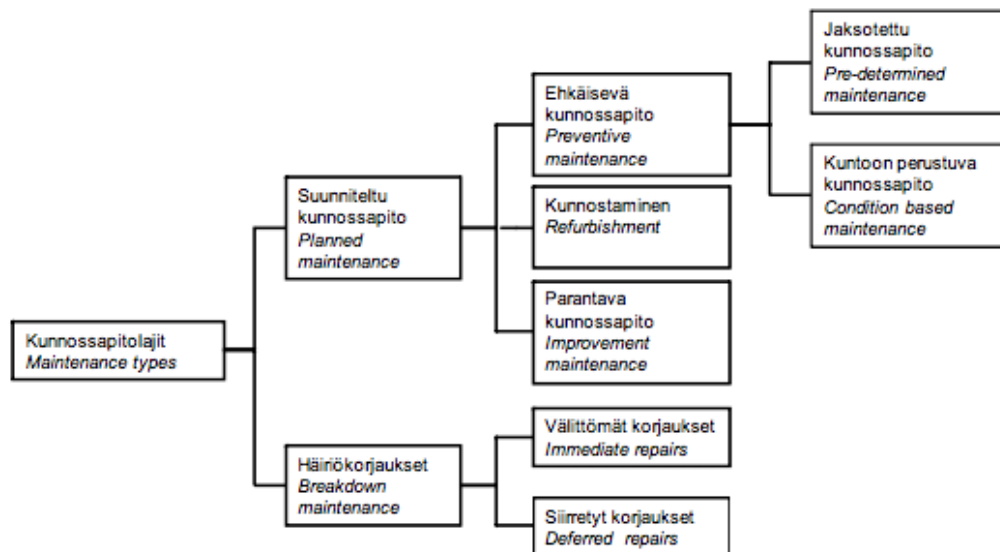 Jaksotettu
kunnossapito
Pre-determined
maintenance
Ehkäisevä
kunnossapito
Preventive
maintenance
Kuntoon perustuva
kunnossapito
Condition based
maintenance
Suunniteltu
kunnossapito
Planned
maintenance
Kunnostaminen
Refurbishment
Parantava
kunnossapito
Improvement
maintenance
Kunnossapitolajit
Maintenance types
Välittömät korjaukset
Immediate repairs
Häiriökorjaukset
Breakdown
maintenance
Siirretyt korjaukset
Deferred repairs